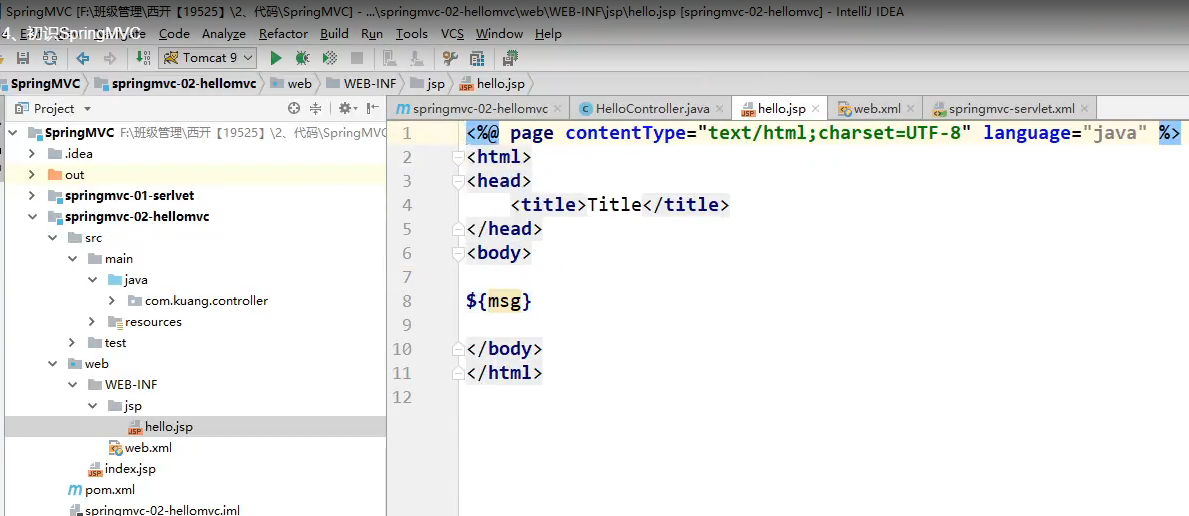 SpringMVC [F:\班级管理\西开【19525】\2、代码\SpringMVC] - ...\springmvc-02-hellomvc\web\WEB-INF\jsp\hello.jsp [springmvc-02-hellomvc] - IntelliJ IDEA
4、初识SpringMVC
Code Analyze Refactor Build Run Tools VCS Window Help
Tomcat 9
SpringMVC springmvc-02-hellomvc web WEB-INF jsp hello.jsp
Project
springmvc-02-hellomvc HelloController.java hello.jsp web.xml springmvc-servlet.xml
SpringMVC F:\班级管理\西开【19525】\2、代码\SpringMVC
.idea
out
springmvc-01-serlvet
springmvc-02-hellomvc
src
main
java
com.kuang.controller
resources
test
web
WEB-INF
jsp
hello.jsp
web.xml
index.jsp
pom.xml
springmvc-02-hellomvc.iml
1 <%@ page contentType="text/html;charset=UTF-8" language="java" %>
2 <html>
3 <head>
4 <title>Title</title>
5 </head>
6 <body>
7
8 ${msg}
9
10 </body>
11 </html>
12